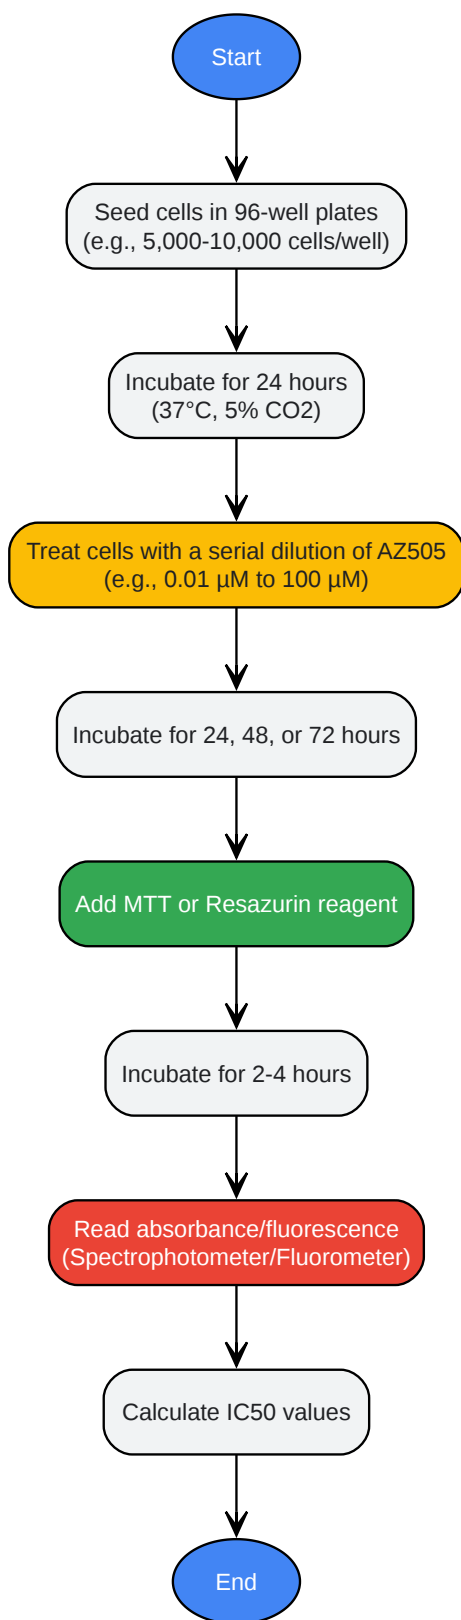 Start
Seed cells in 96-well plates
(e.g., 5,000-10,000 cells/well)
Incubate for 24 hours
(37°C, 5% CO2)
Treat cells with a serial dilution of AZ505
(e.g., 0.01 µM to 100 µM)
Incubate for 24, 48, or 72 hours
Add MTT or Resazurin reagent
Incubate for 2-4 hours
Read absorbance/fluorescence
(Spectrophotometer/Fluorometer)
Calculate IC50 values
End